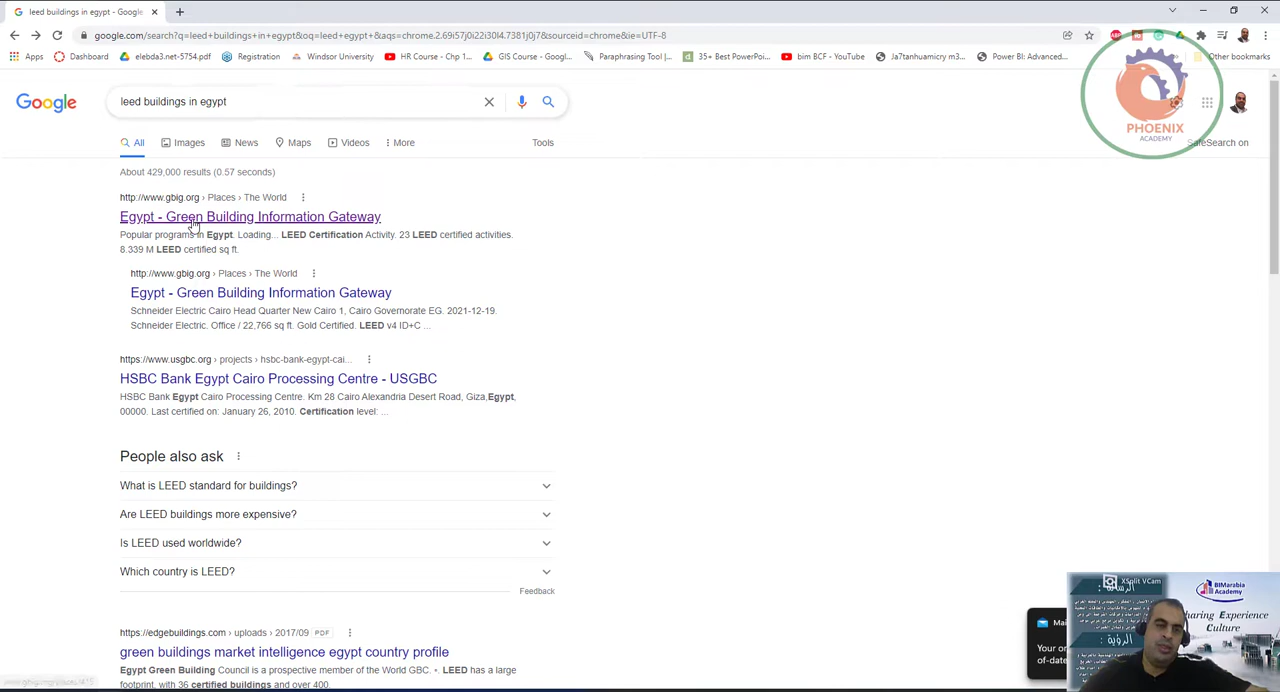 leed buildings in egypt - Google
google.com/search?q=leed+buildings+in+egypt&oq=leed+egypt+&aqs=chrome.2.69i57j0i22i30l4.7381j0j7&sourceid=chrome&ie=UTF-8
Apps
Dashboard
elebda3.net-5754.pdf
Registration
Windsor University
HR Course - Chp 1...
GIS Course - Googl...
Paraphrasing Tool |...
35+ Best PowerPoi...
bim BCF - YouTube
Ja7tanhuamicry m...
Power BI: Advanced...
Other bookmarks
Google
leed buildings in egypt
PHOENIX
ACADEMY
All
Images
News
Maps
Videos
More
Tools
SafeSearch on
About 429,000 results (0.57 seconds)
http://www.gbig.org › Places › The World
Egypt - Green Building Information Gateway
Popular programs in Egypt. Loading... LEED Certification Activity. 23 LEED certified activities.
8.339 M LEED certified sq ft.
http://www.gbig.org › Places › The World
Egypt - Green Building Information Gateway
Schneider Electric Cairo Head Quarter New Cairo 1, Cairo Governorate EG. 2021-12-19.
Schneider Electric. Office / 22,766 sq ft. Gold Certified. LEED v4 ID+C ...
https://www.usgbc.org › projects › hsbc-bank-egypt-cai...
HSBC Bank Egypt Cairo Processing Centre - USGBC
HSBC Bank Egypt Cairo Processing Centre. Km 28 Cairo Alexandria Desert Road, Giza,Egypt,
00000. Last certified on: January 26, 2010. Certification level: ...
People also ask
What is LEED standard for buildings?
Are LEED buildings more expensive?
Is LEED used worldwide?
Which country is LEED?
Feedback
https://edgebuildings.com › uploads › 2017/09 PDF
green buildings market intelligence egypt country profile
Egypt Green Building Council is a prospective member of the World GBC. • LEED has a large
footprint, with 36 certified buildings and over 400.
Mai
Your
of-date
XSplit VCam
الرسالة :
الرؤية :
BIMarabia
Academy
Sharing Experience
Culture